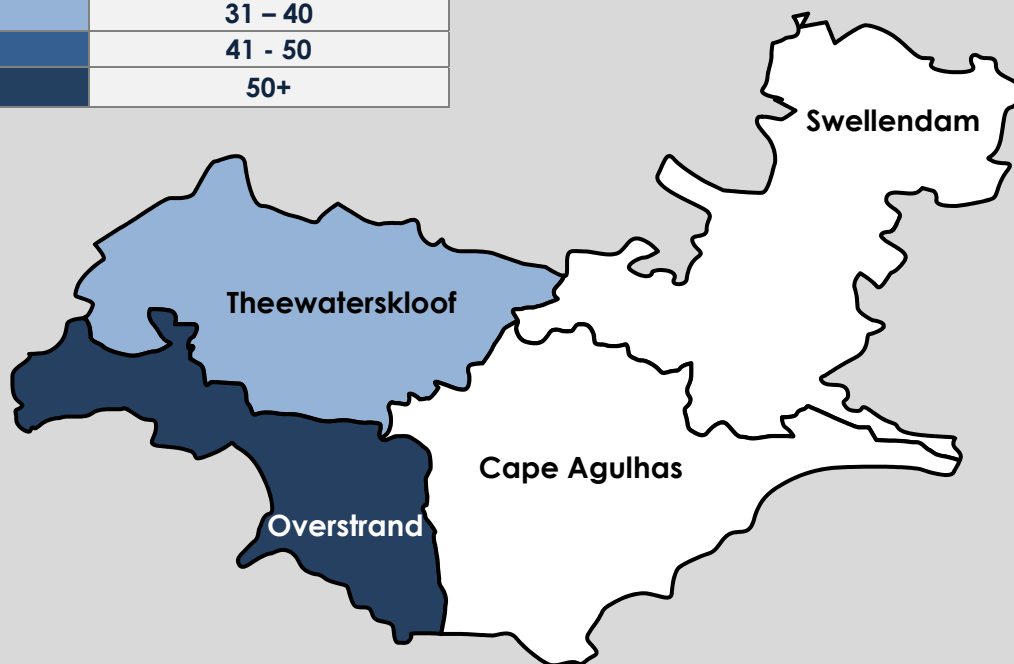 31 – 40
41 - 50
50+
Swellendam
Theewaterskloof
Cape Agulhas
Overstrand